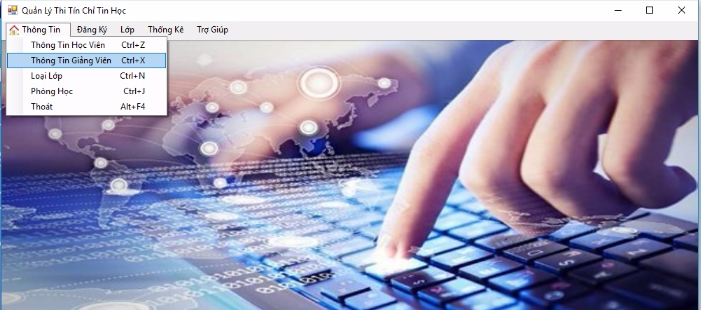 Quản Lý Thi Tín Chỉ Tin Học
Thông Tin Đăng Ký Lớp Thống Kê Trợ Giúp
Thông Tin Học Viên Ctrl+Z
Thông Tin Giảng Viên Ctrl+X
Loại Lớp Ctrl+N
Phòng Học Ctrl+J
Thoát Alt+F4